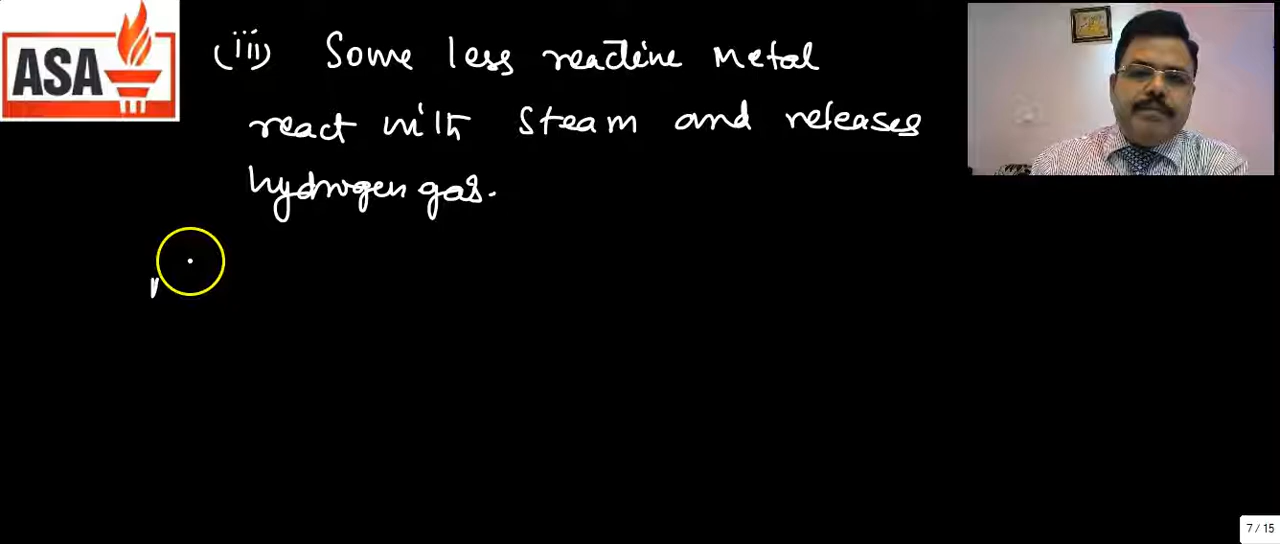 ASA
(iii) Some less reactive metal
react with steam and releases
hydrogen gas.
7 / 15